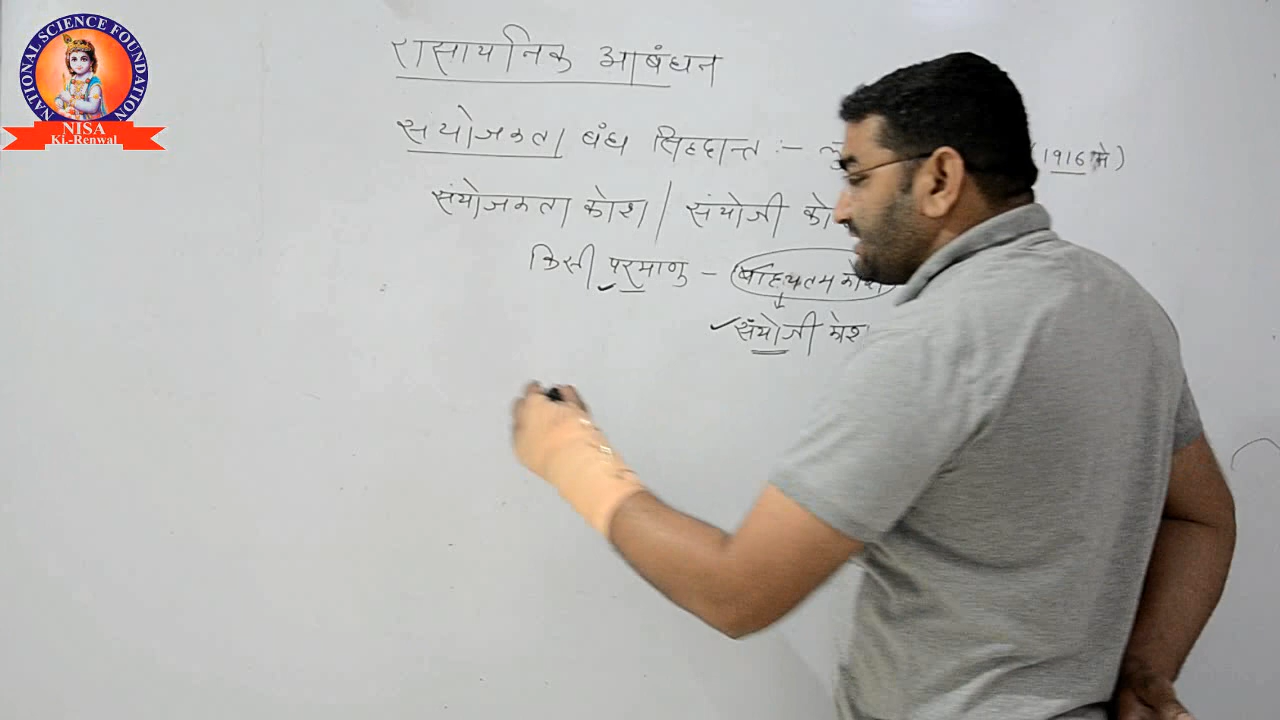 NATIONAL SCIENCE FOUNDATION
NISA
Ki.-Renwal
रासायनिक आबंधन
संयोजकता बंध सिद्धान्त :- (1916 मे)
संयोजकता कोश / संयोजी
किसी परमाणु - बाह्यतम कोश
संयोजी कोश